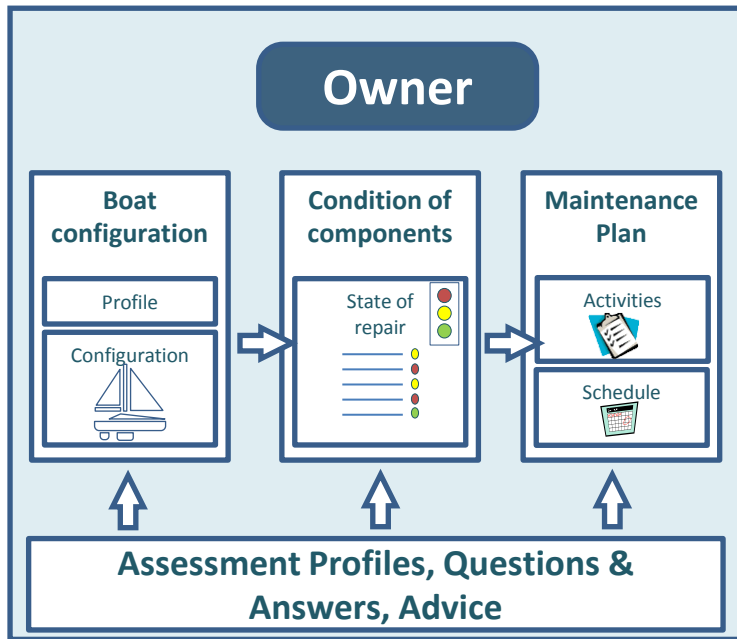 Owner
Boat
configuration
Profile
Configuration
Condition of
components
State of
repair
Maintenance
Plan
Activities
Schedule
Assessment Profiles, Questions &
Answers, Advice